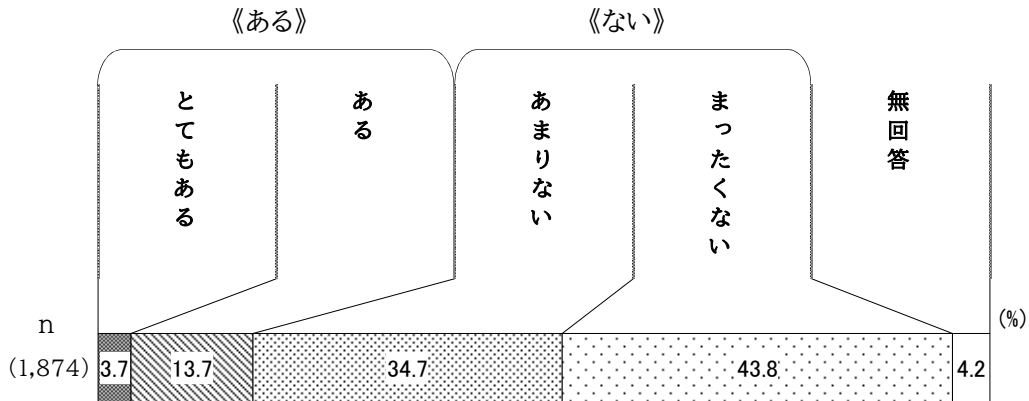 《ある》
《ない》
とてもある
ある
あまりない
まったくない
無回答
n
(%)
(1,874)
3.7
13.7
34.7
43.8
4.2